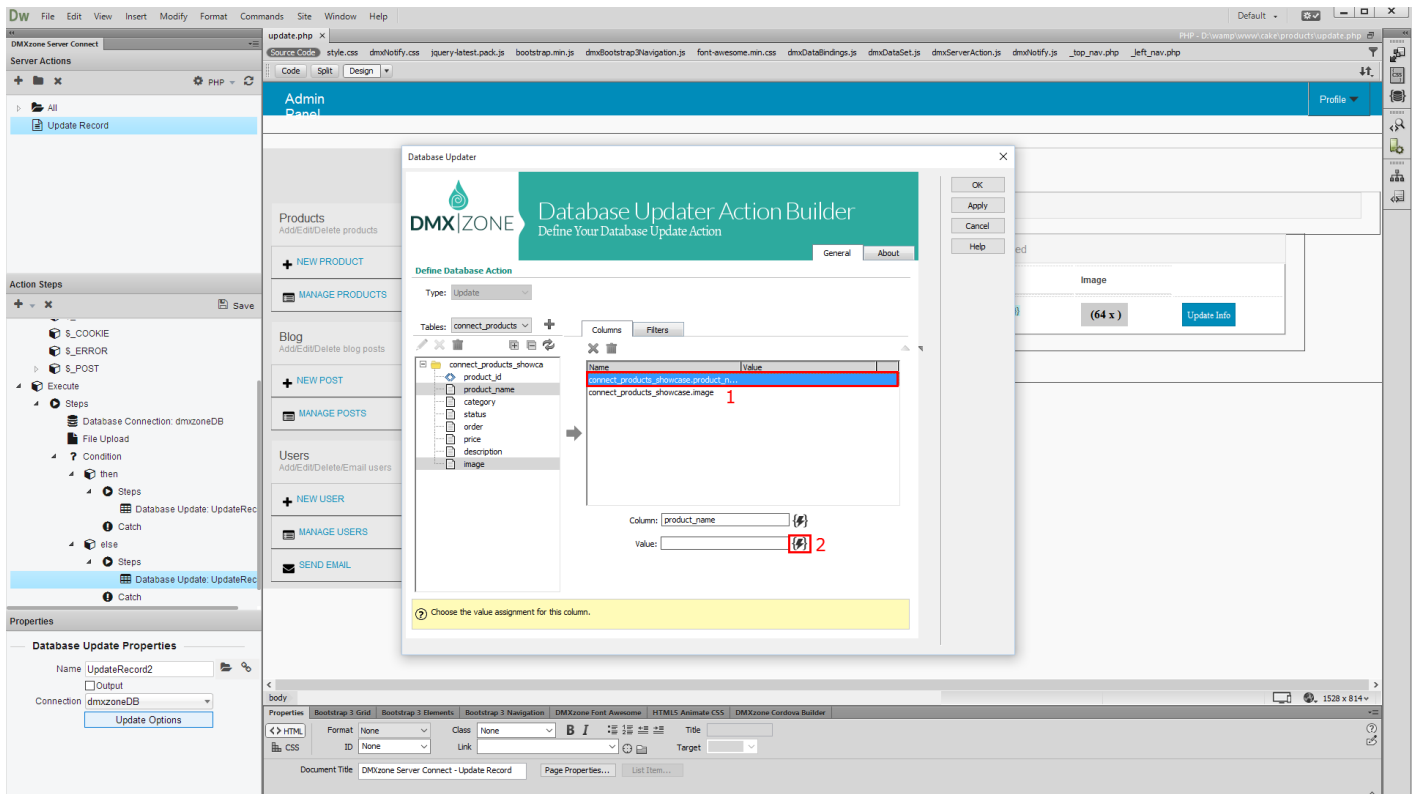 Dw File Edit View Insert Modify Format Commands Site Window Help Default
DMXzone Server Connect
Server Actions
PHP
All
Update Record
Action Steps
Save
$_COOKIE
$_ERROR
$_POST
Execute
Steps
Database Connection: dmxzoneDB
File Upload
Condition
then
Steps
Database Update: UpdateRec
Catch
else
Steps
Database Update: UpdateRec
Catch
Properties
Database Update Properties
Name UpdateRecord2
Output
Connection dmxzoneDB
Update Options
update.php PHP - D:\wamp\www\cake\products\update.php
Source Code style.css dmxNotify.css jquery-latest.pack.js bootstrap.min.js dmxBootstrap3Navigation.js font-awesome.min.css dmxDataBindings.js dmxDataSet.js dmxServerAction.js dmxNotify.js _top_nav.php _left_nav.php
Code Split Design
Admin
Panel
Profile
Products
Add/Edit/Delete products
NEW PRODUCT
MANAGE PRODUCTS
Blog
Add/Edit/Delete blog posts
NEW POST
MANAGE POSTS
Users
Add/Edit/Delete/Email users
NEW USER
MANAGE USERS
SEND EMAIL
Database Updater
DMX|ZONE
Database Updater Action Builder
Define Your Database Update Action
General About
OK
Apply
Cancel
Help
Define Database Action
Type: Update
Tables: connect_products
Columns Filters
connect_products_showca
product_id
product_name
category
status
order
price
description
image
Name Value
connect_products_showcase.product_n...
connect_products_showcase.image
1
Column: product_name
Value:
2
Choose the value assignment for this column.
ed
Image
(64 x )
Update Info
body 1528 x 814
Properties Bootstrap 3 Grid Bootstrap 3 Elements Bootstrap 3 Navigation DMXzone Font Awesome HTML5 Animate CSS DMXzone Cordova Builder
<> HTML Format None Class None B I Title
CSS ID None Link Target
Document Title DMXzone Server Connect - Update Record Page Properties... List Item...